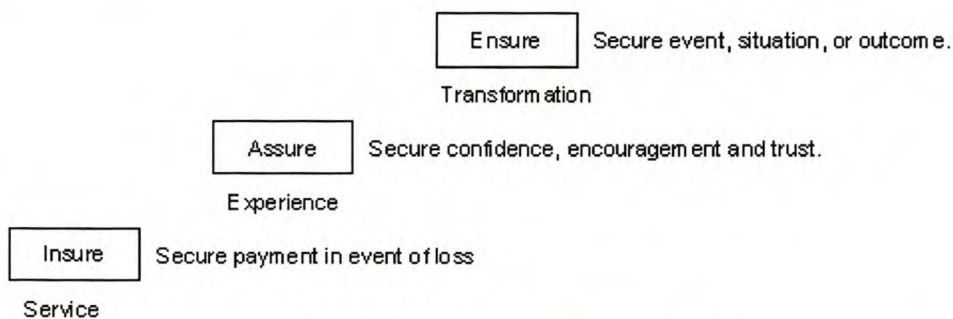 Ensure Secure event, situation, or outcome.
Transformation
Assure Secure confidence, encouragement and trust.
Experience
Insure Secure payment in event of loss
Service